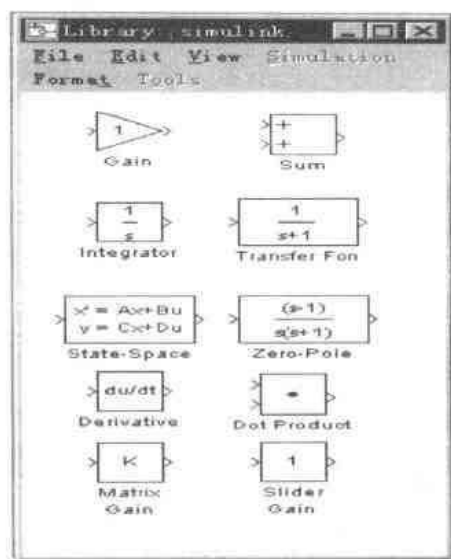 Library simulink
File Edit View Simulation
Format Tools
1
Gain
+
+
Sum
1
s
Integrator
1
s+1
Transfer Fcn
x' = Ax+Bu
y = Cx+Du
State-Space
(s-1)
s(s+1)
Zero-Pole
du/dt
Derivative
Dot Product
K
Matrix
Gain
1
Slider
Gain